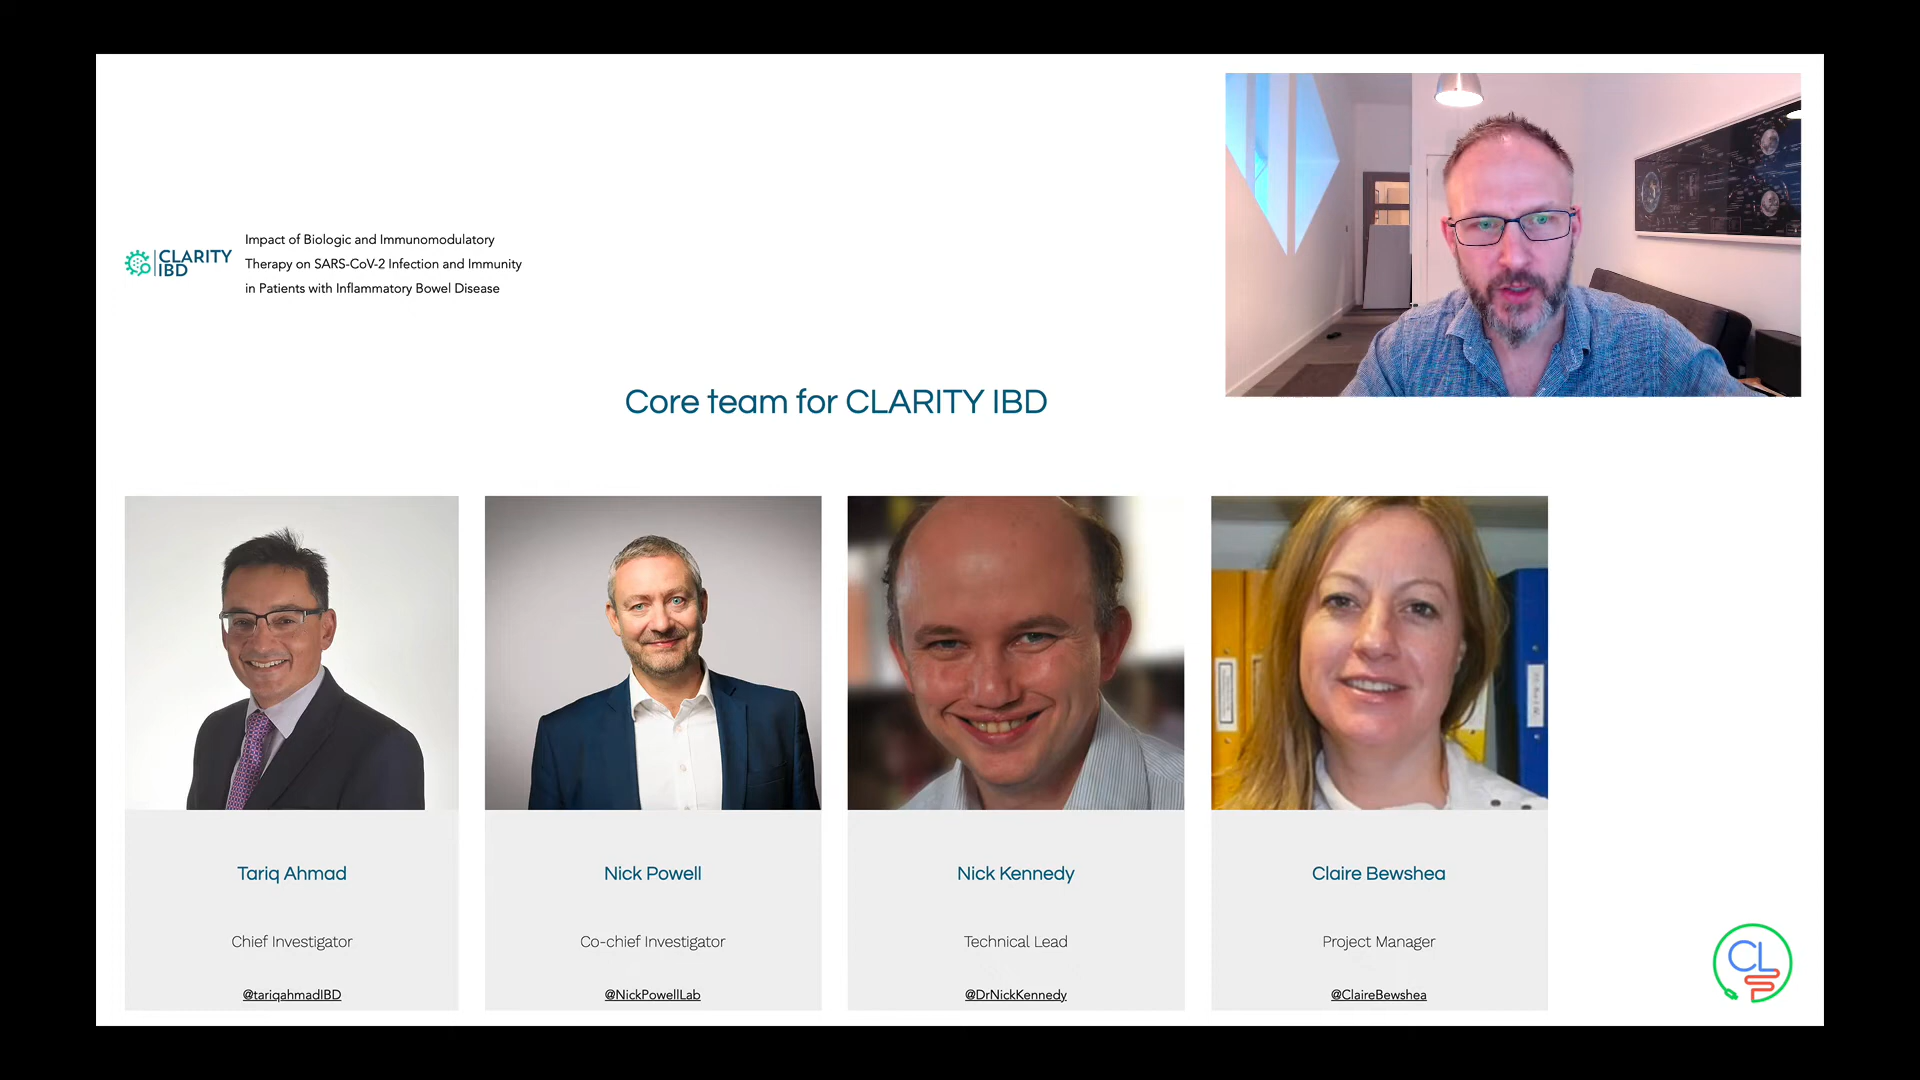 CLARITY
IBD
Impact of Biologic and Immunomodulatory
Therapy on SARS-CoV-2 Infection and Immunity
in Patients with Inflammatory Bowel Disease
Core team for CLARITY IBD
Tariq Ahmad
Chief Investigator
@tariqahmadIBD
Nick Powell
Co-chief Investigator
@NickPowellLab
Nick Kennedy
Technical Lead
@DrNickKennedy
Claire Bewshea
Project Manager
@ClaireBewshea
CLP